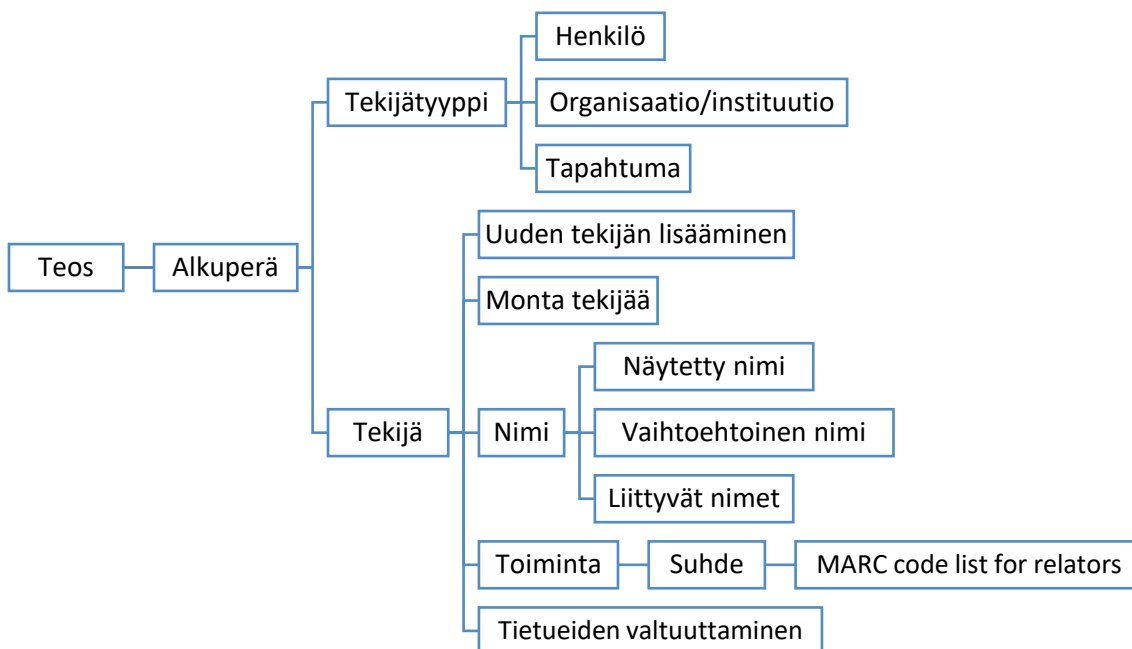 Henkilö
Tekijätyyppi
Organisaatio/instituutio
Tapahtuma
Teos
Alkuperä
Uuden tekijän lisääminen
Monta tekijää
Näytetty nimi
Tekijä
Nimi
Vaihtoehtoinen nimi
Liittyvät nimet
Toiminta
Suhde
MARC code list for relators
Tietueiden valtuuttaminen